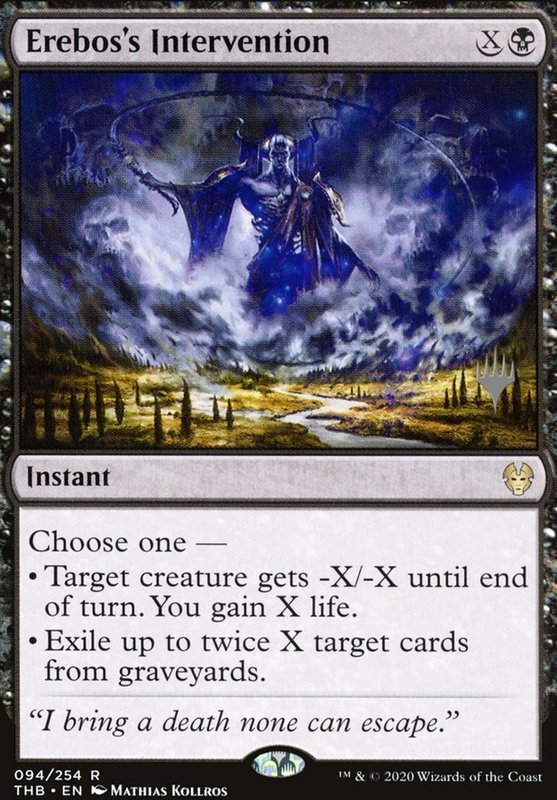 Erebos's Intervention X
Instant
Choose one —
• Target creature gets -X/-X until end
of turn. You gain X life.
• Exile up to twice X target cards
from graveyards.
“I bring a death none can escape.”
094/254 R
THB • EN Mathias Kollros
™ & © 2020 Wizards of the Coast